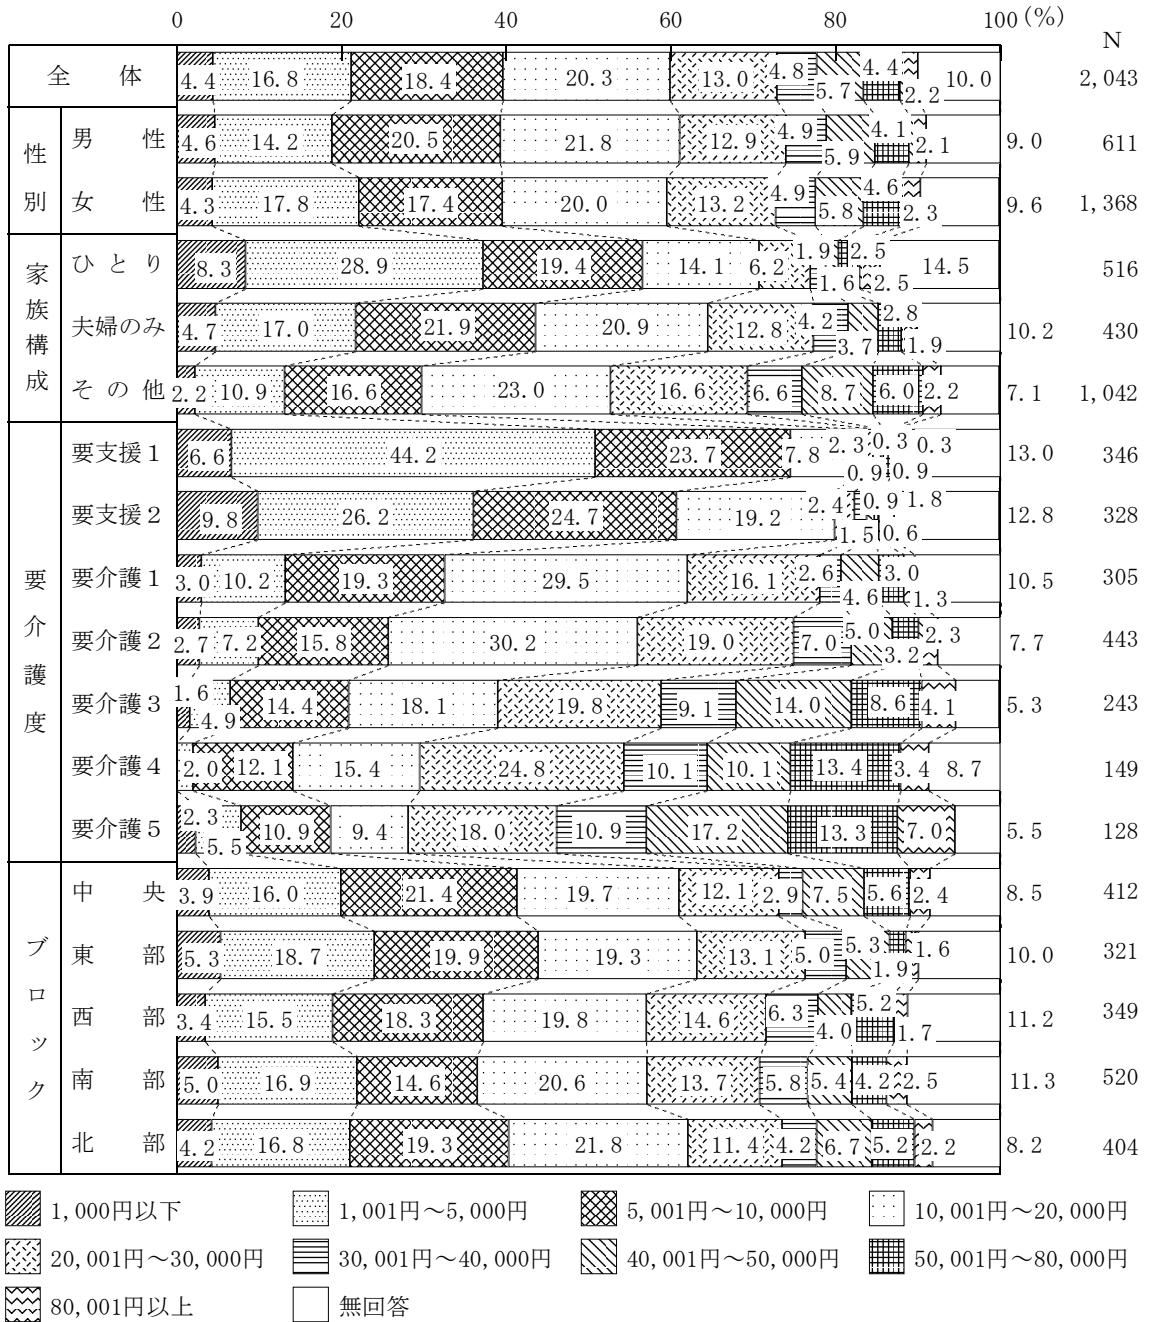 0 20 40 60 80 100 (%)
N
全体 4.4 16.8 18.4 20.3 13.0 4.8 5.7 4.4 2.2 10.0 2,043
性別
男性 4.6 14.2 20.5 21.8 12.9 4.9 5.9 4.1 2.1 9.0 611
女性 4.3 17.8 17.4 20.0 13.2 4.9 5.8 4.6 2.3 9.6 1,368
家族構成
ひとり 8.3 28.9 19.4 14.1 6.2 1.9 1.6 2.5 2.5 14.5 516
夫婦のみ 4.7 17.0 21.9 20.9 12.8 4.2 3.7 2.8 1.9 10.2 430
その他 2.2 10.9 16.6 23.0 16.6 6.6 8.7 6.0 2.2 7.1 1,042
要介護度
要支援1 6.6 44.2 23.7 7.8 2.3 0.9 0.3 0.9 0.3 13.0 346
要支援2 9.8 26.2 24.7 19.2 2.4 1.5 0.9 0.6 1.8 12.8 328
要介護1 3.0 10.2 19.3 29.5 16.1 2.6 4.6 3.0 1.3 10.5 305
要介護2 2.7 7.2 15.8 30.2 19.0 7.0 5.0 3.2 2.3 7.7 443
要介護3 1.6 4.9 14.4 18.1 19.8 9.1 14.0 8.6 4.1 5.3 243
要介護4 2.0 12.1 15.4 24.8 10.1 10.1 13.4 3.4 8.7 149
要介護5 2.3 5.5 10.9 9.4 18.0 10.9 17.2 13.3 7.0 5.5 128
ブロック
中央 3.9 16.0 21.4 19.7 12.1 2.9 7.5 5.6 2.4 8.5 412
東部 5.3 18.7 19.9 19.3 13.1 5.0 5.3 1.9 1.6 10.0 321
西部 3.4 15.5 18.3 19.8 14.6 6.3 4.0 5.2 1.7 11.2 349
南部 5.0 16.9 14.6 20.6 13.7 5.8 5.4 4.2 2.5 11.3 520
北部 4.2 16.8 19.3 21.8 11.4 4.2 6.7 5.2 2.2 8.2 404
1,000円以下 1,001円～5,000円 5,001円～10,000円 10,001円～20,000円
20,001円～30,000円 30,001円～40,000円 40,001円～50,000円 50,001円～80,000円
80,001円以上 無回答